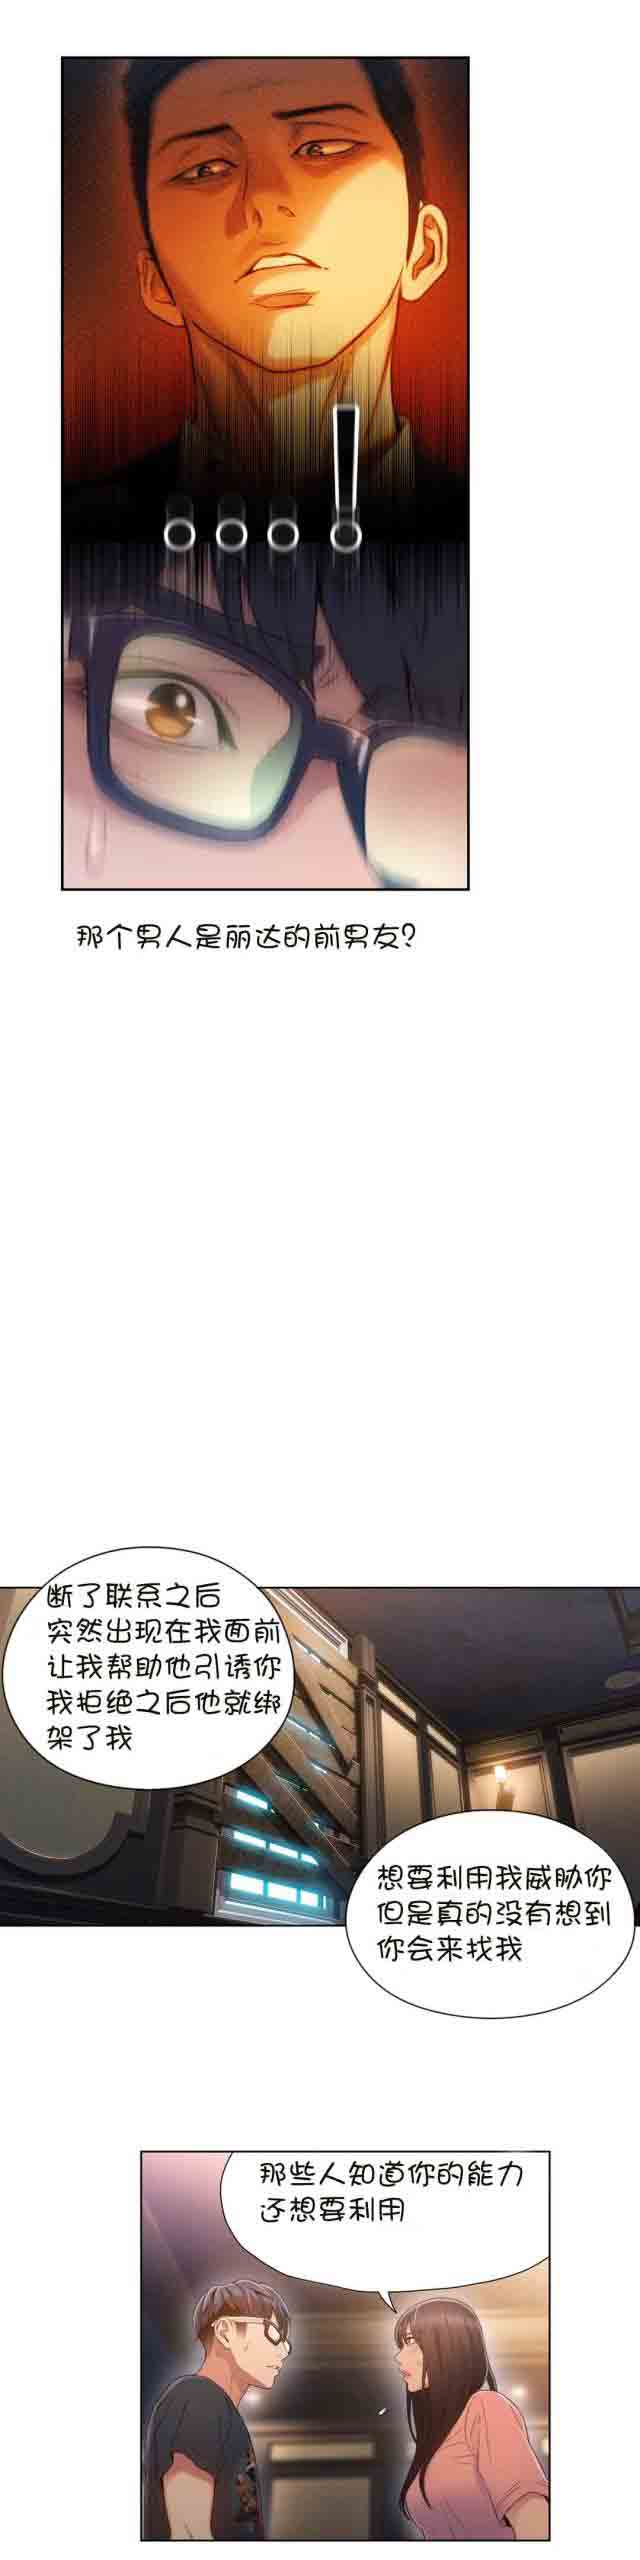 ...!
那个男人是丽达的前男友?
断了联系之后
突然出现在我面前
让我帮助他引诱你
我拒绝之后他就绑
架了我
想要利用我威胁你
但是真的没有想到
你会来找我
那些人知道你的能力
还想要利用